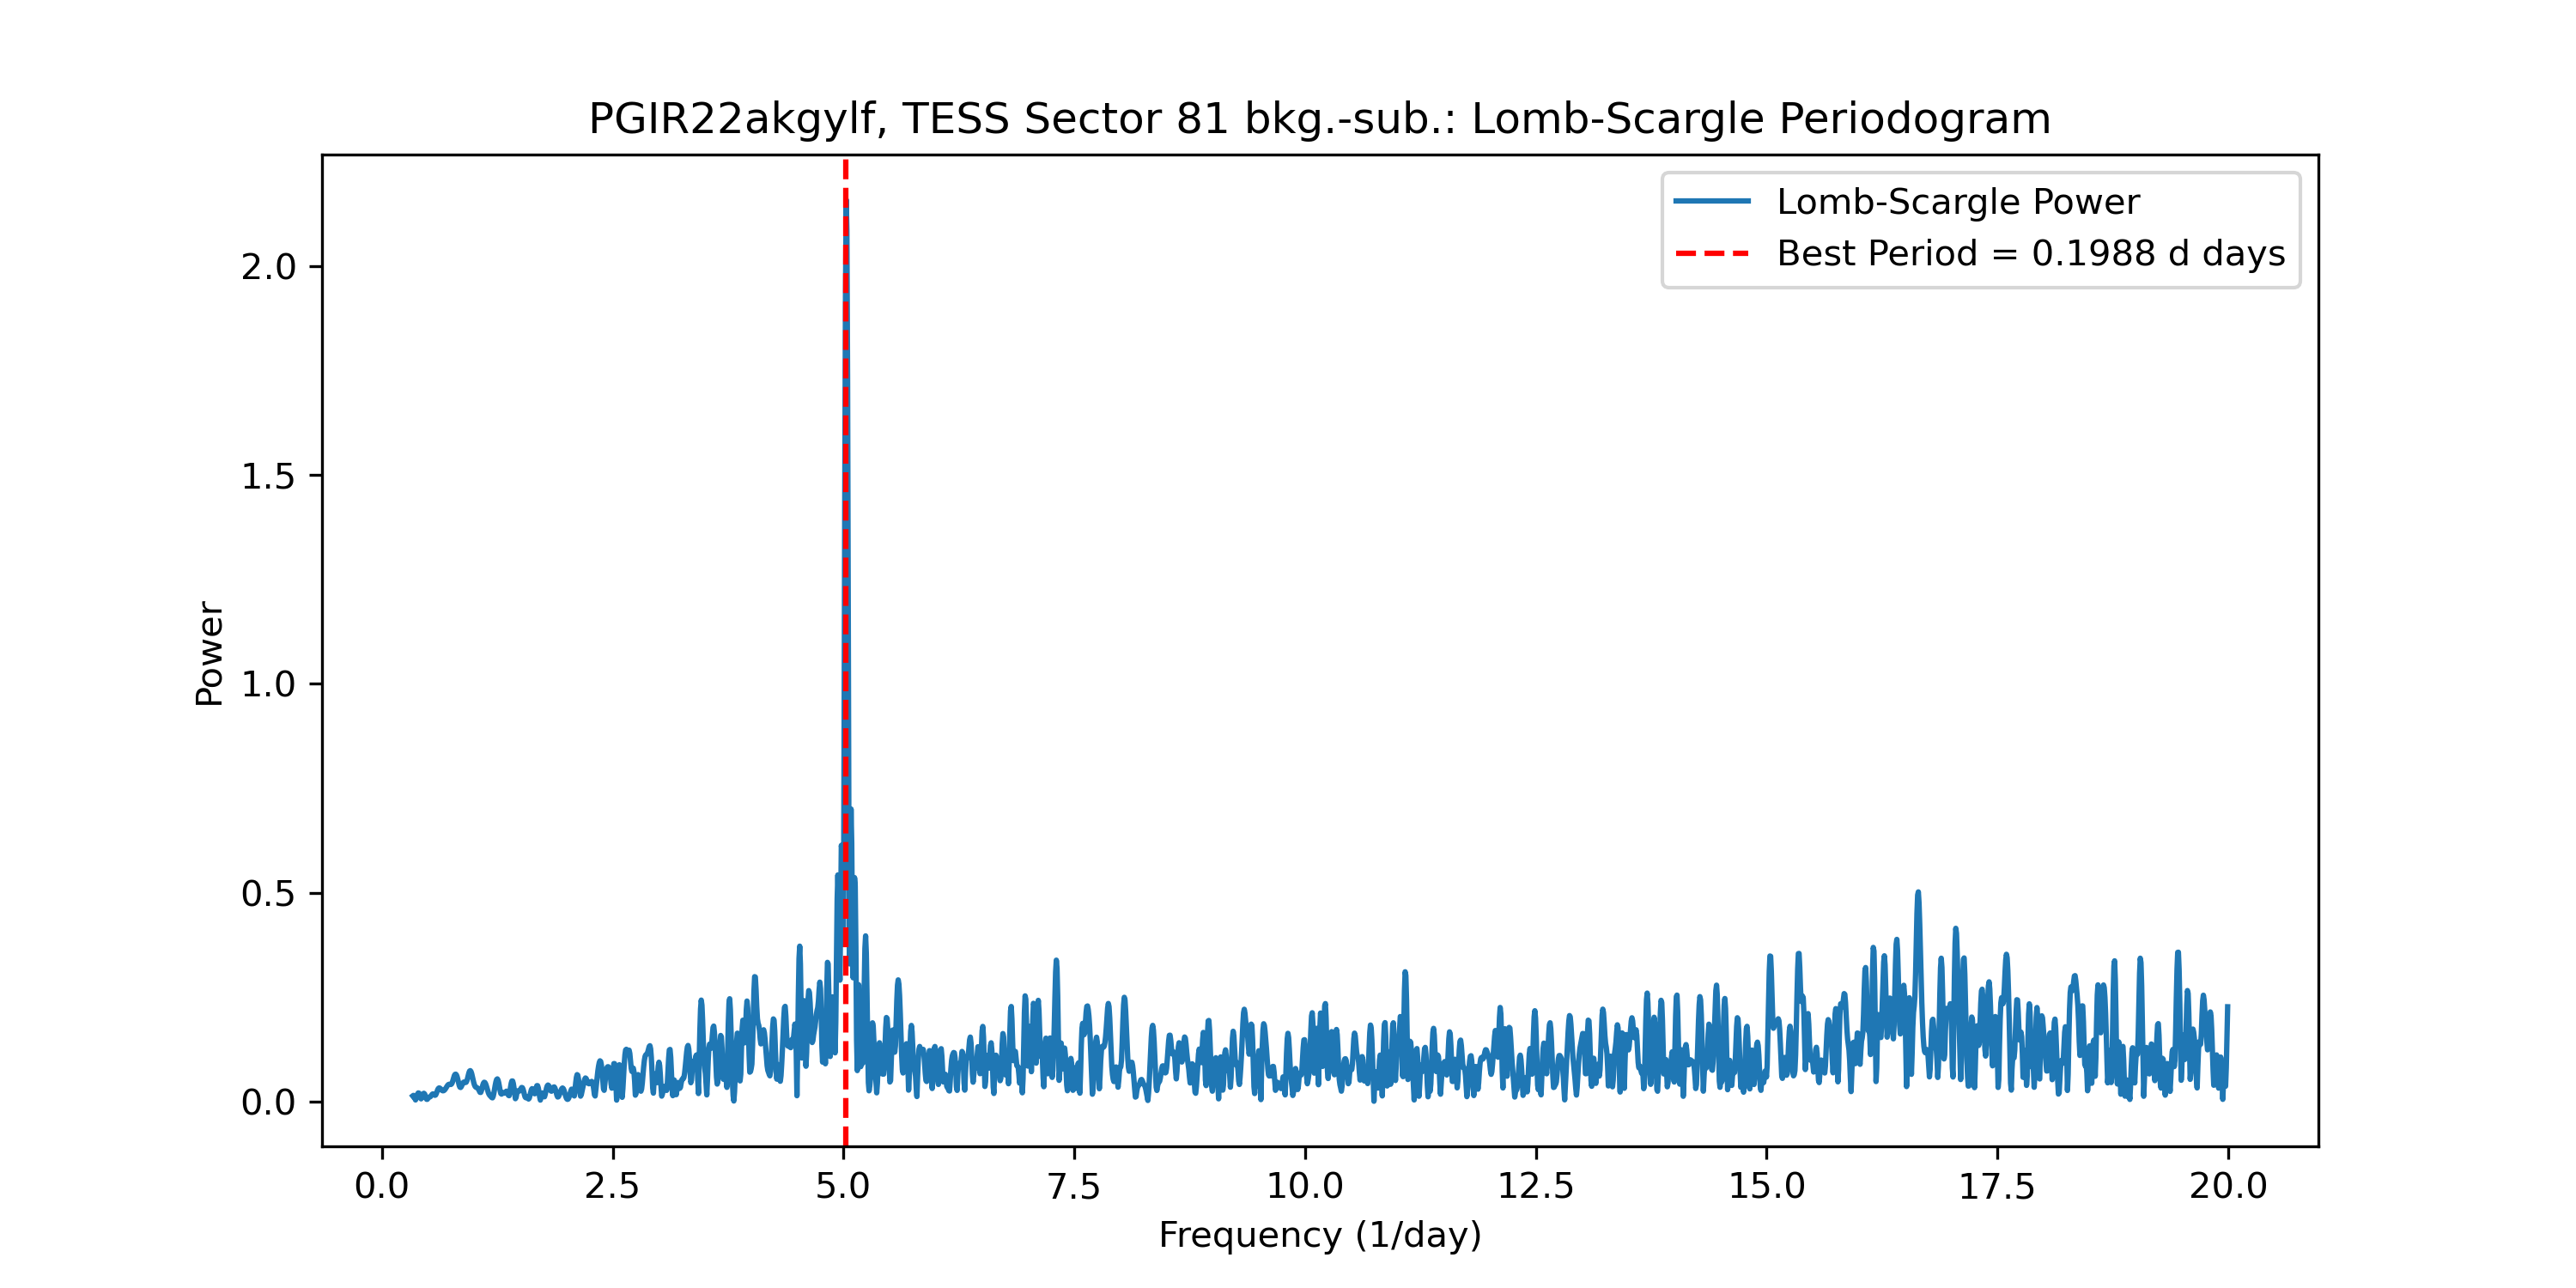 PGIR22akgylf, TESS Sector 81 bkg.-sub.: Lomb-Scargle Periodogram
Lomb-Scargle Power
Best Period = 0.1988 d days
2.0
1.5
1.0
0.5
0.0
Power
0.0 2.5 5.0 7.5 10.0 12.5 15.0 17.5 20.0
Frequency (1/day)